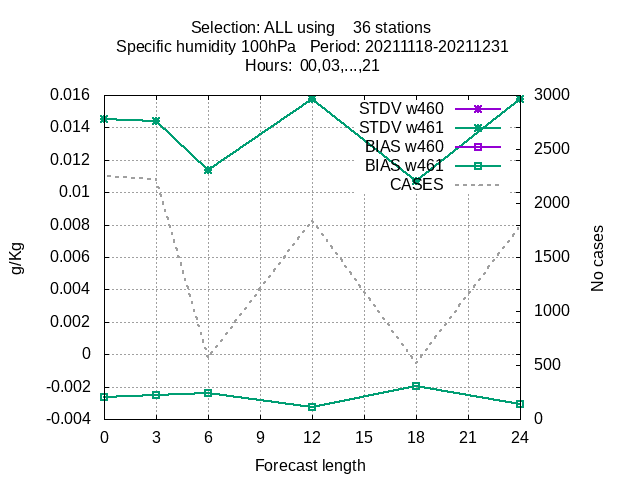 Selection: ALL using    36 stations
Specific humidity 100hPa   Period: 20211118-20211231
Hours:  00,03,...,21
0.016
0.014
0.012
0.01
0.008
0.006
0.004
0.002
0
-0.002
-0.004
g/Kg
STDV w460
STDV w461
BIAS w460
BIAS w461
CASES
3000
2500
2000
1500
1000
500
0
No cases
0 3 6 9 12 15 18 21 24
Forecast length